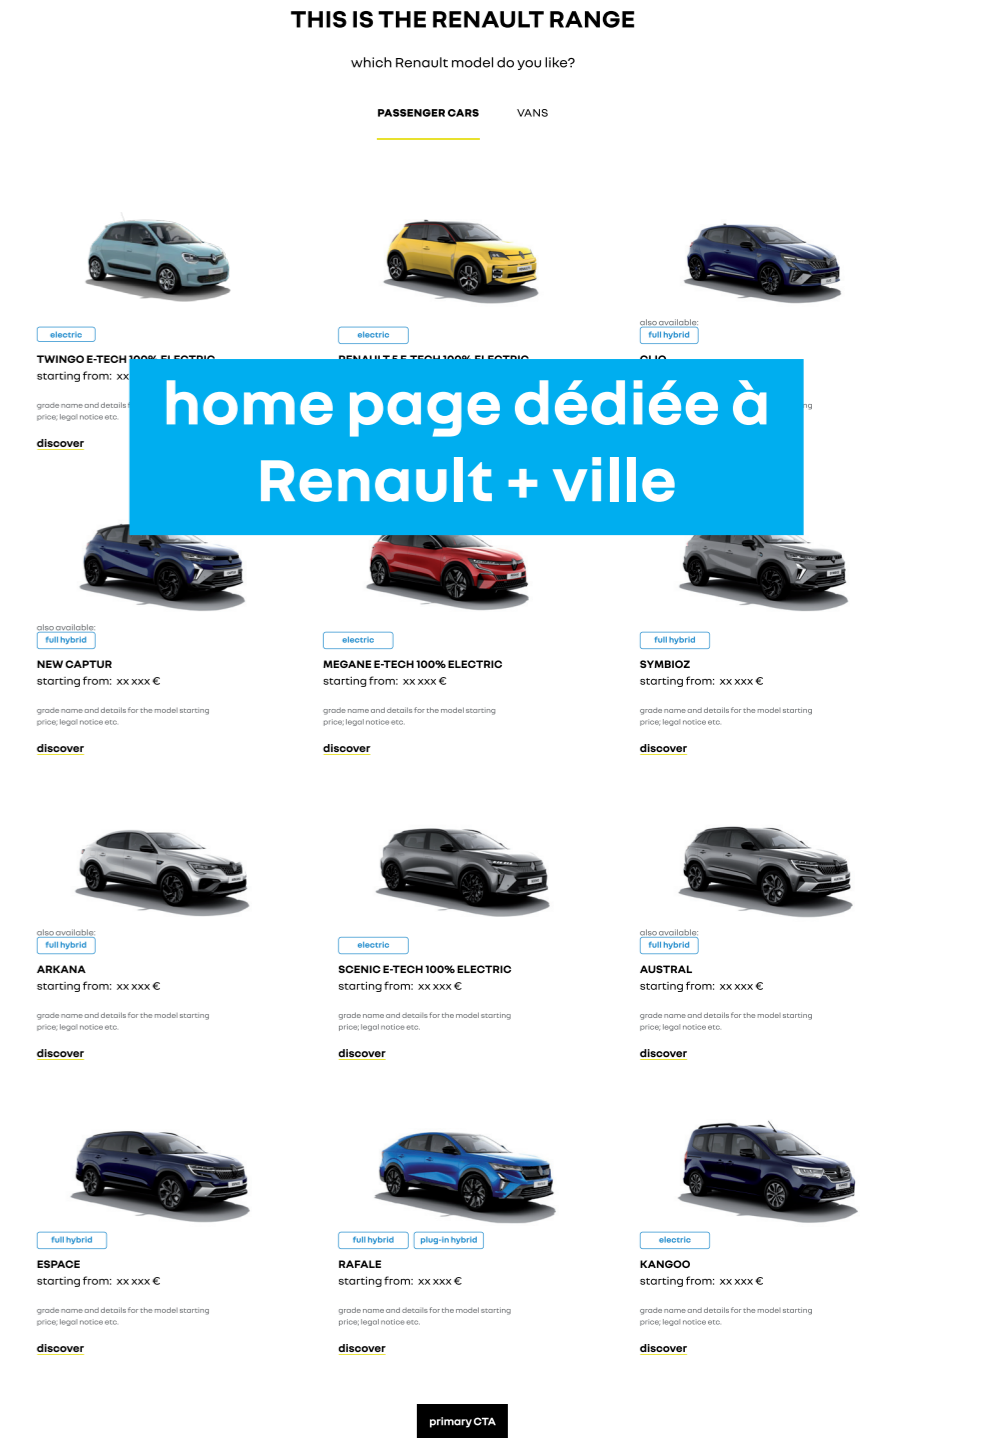 THIS IS THE RENAULT RANGE
which Renault model do you like?
PASSENGER CARS VANS
electric
TWINGO E-TECH 100% ELECTRIC
starting from: xx
grade name and details
price; legal notice etc.
discover
electric
RENAULT 5 E-TECH 100% ELECTRIC
also available:
full hybrid
CLIO
home page dédiée à
Renault + ville
also available:
full hybrid
NEW CAPTUR
starting from: xx xxx €
grade name and details for the model starting
price; legal notice etc.
discover
electric
MEGANE E-TECH 100% ELECTRIC
starting from: xx xxx €
grade name and details for the model starting
price; legal notice etc.
discover
full hybrid
SYMBIOZ
starting from: xx xxx €
grade name and details for the model starting
price; legal notice etc.
discover
also available:
full hybrid
ARKANA
starting from: xx xxx €
grade name and details for the model starting
price; legal notice etc.
discover
electric
SCENIC E-TECH 100% ELECTRIC
starting from: xx xxx €
grade name and details for the model starting
price; legal notice etc.
discover
also available:
full hybrid
AUSTRAL
starting from: xx xxx €
grade name and details for the model starting
price; legal notice etc.
discover
full hybrid
ESPACE
starting from: xx xxx €
grade name and details for the model starting
price; legal notice etc.
discover
full hybrid plug-in hybrid
RAFALE
starting from: xx xxx €
grade name and details for the model starting
price; legal notice etc.
discover
electric
KANGOO
starting from: xx xxx €
grade name and details for the model starting
price; legal notice etc.
discover
primary CTA